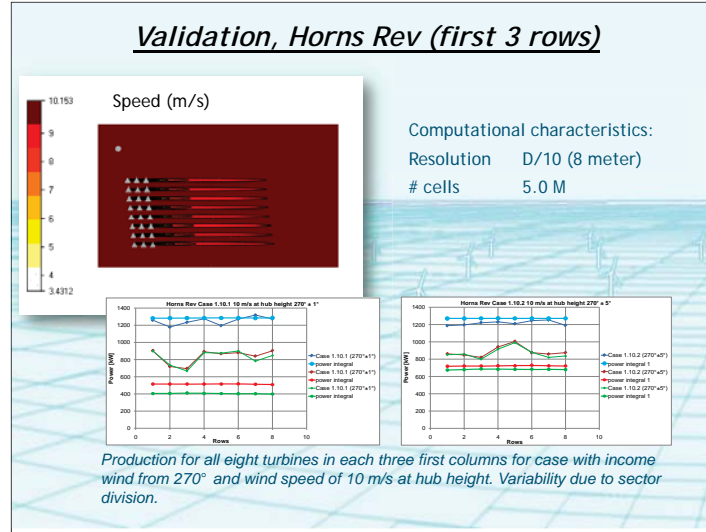 Validation, Horns Rev (first 3 rows)
Speed (m/s)
10.153
9
8
7
6
5
4
3.4312
Computational characteristics:
Resolution D/10 (8 meter)
# cells 5.0 M
Horns Rev Case 1.10.1 10 m/s at hub height 270° ± 1°
1400
1200
1000
800
600
400
200
0
Power [kW]
0 2 4 6 8 10
Rows
Case 1.10.1 (270°±1°)
power integral
Case 1.10.1 (270°±1°)
power integral
Case 1.10.1 (270°±1°)
power integral
Horns Rev Case 1.10.2 10 m/s at hub height 270° ± 5°
1400
1200
1000
800
600
400
200
0
Power [kW]
0 2 4 6 8 10
Rows
Case 1.10.2 (270°±5°)
power integral 1
Case 1.10.2 (270°±5°)
power integral 1
Case 1.10.2 (270°±5°)
power integral 1
Production for all eight turbines in each three first columns for case with income
wind from 270° and wind speed of 10 m/s at hub height. Variability due to sector
division.